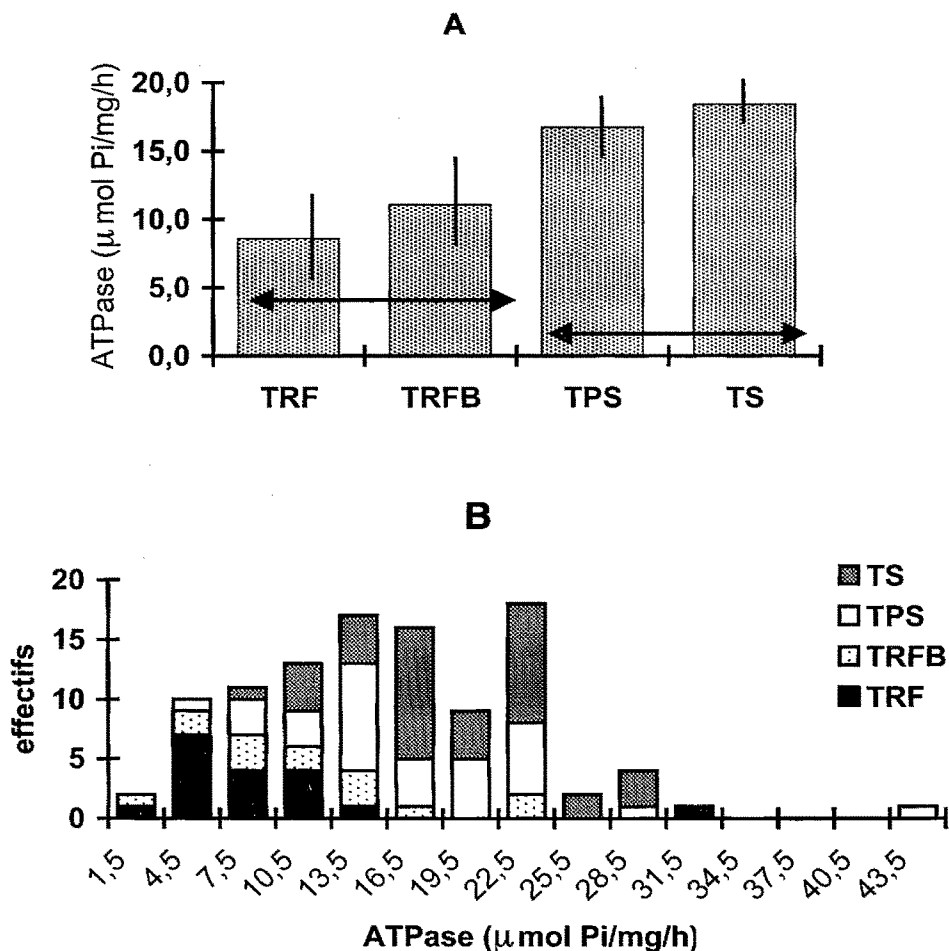 A
ATPase (μ mol Pi/mg/h)
20,0
15,0
10,0
5,0
0,0
TRF TRFB TPS TS
B
effectifs
20
15
10
5
0
TS
TPS
TRFB
TRF
1,5 4,5 7,5 10,5 13,5 16,5 19,5 22,5 25,5 28,5 31,5 34,5 37,5 40,5 43,5
ATPase (μ mol Pi/mg/h)